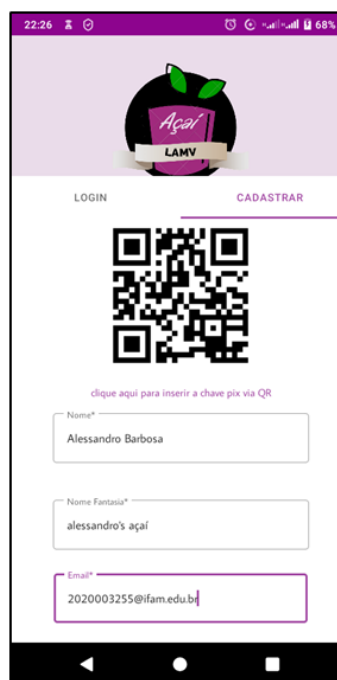 22:26
68%
Açaí
LAMV
LOGIN
CADASTRAR
clique aqui para inserir a chave pix via QR
Nome*
Alessandro Barbosa
Nome Fantasia*
alessandro's açaí
Email*
2020003255@ifam.edu.br